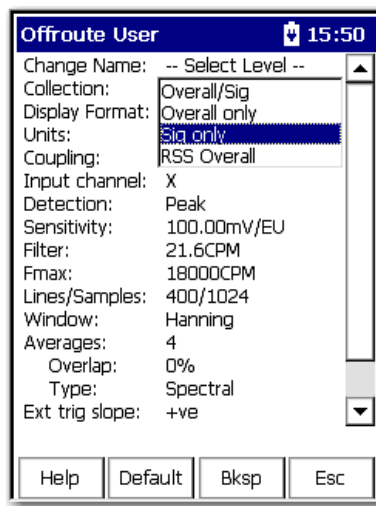 Offroute User 15:50
Change Name: -- Select Level --
Collection: Overall/Sig
Display Format: Overall only
Units: Sig only
Coupling: RSS Overall
Input channel: X
Detection: Peak
Sensitivity: 100.00mV/EU
Filter: 21.6CPM
Fmax: 18000CPM
Lines/Samples: 400/1024
Window: Hanning
Averages: 4
Overlap: 0%
Type: Spectral
Ext trig slope: +ve
Help Default Bksp Esc